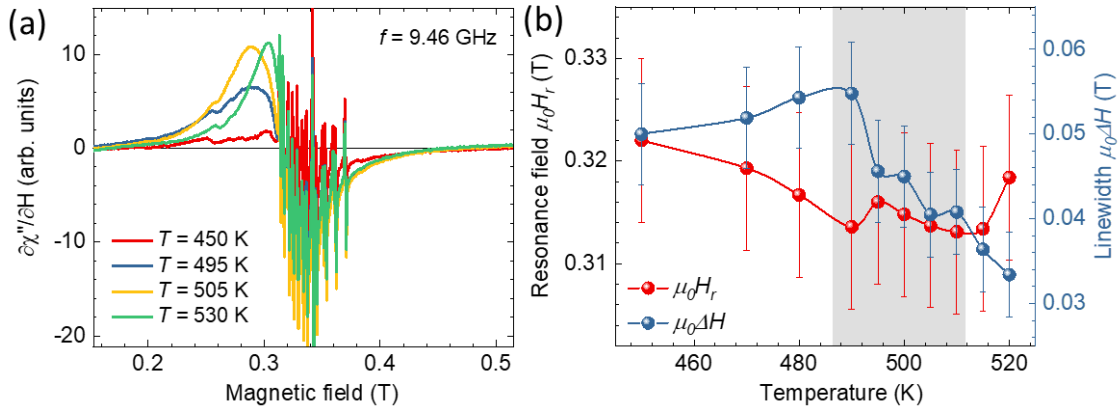 (a)
f = 9.46 GHz
∂χ''/∂H (arb. units)
10
0
-10
-20
T = 450 K
T = 495 K
T = 505 K
T = 530 K
0.2
0.3
0.4
0.5
Magnetic field (T)
(b)
Resonance field μ0Hr (T)
0.33
0.32
0.31
μ0Hr
μ0ΔH
460
480
500
520
Temperature (K)
0.06
0.05
0.04
0.03
Linewidth μ0ΔH (T)